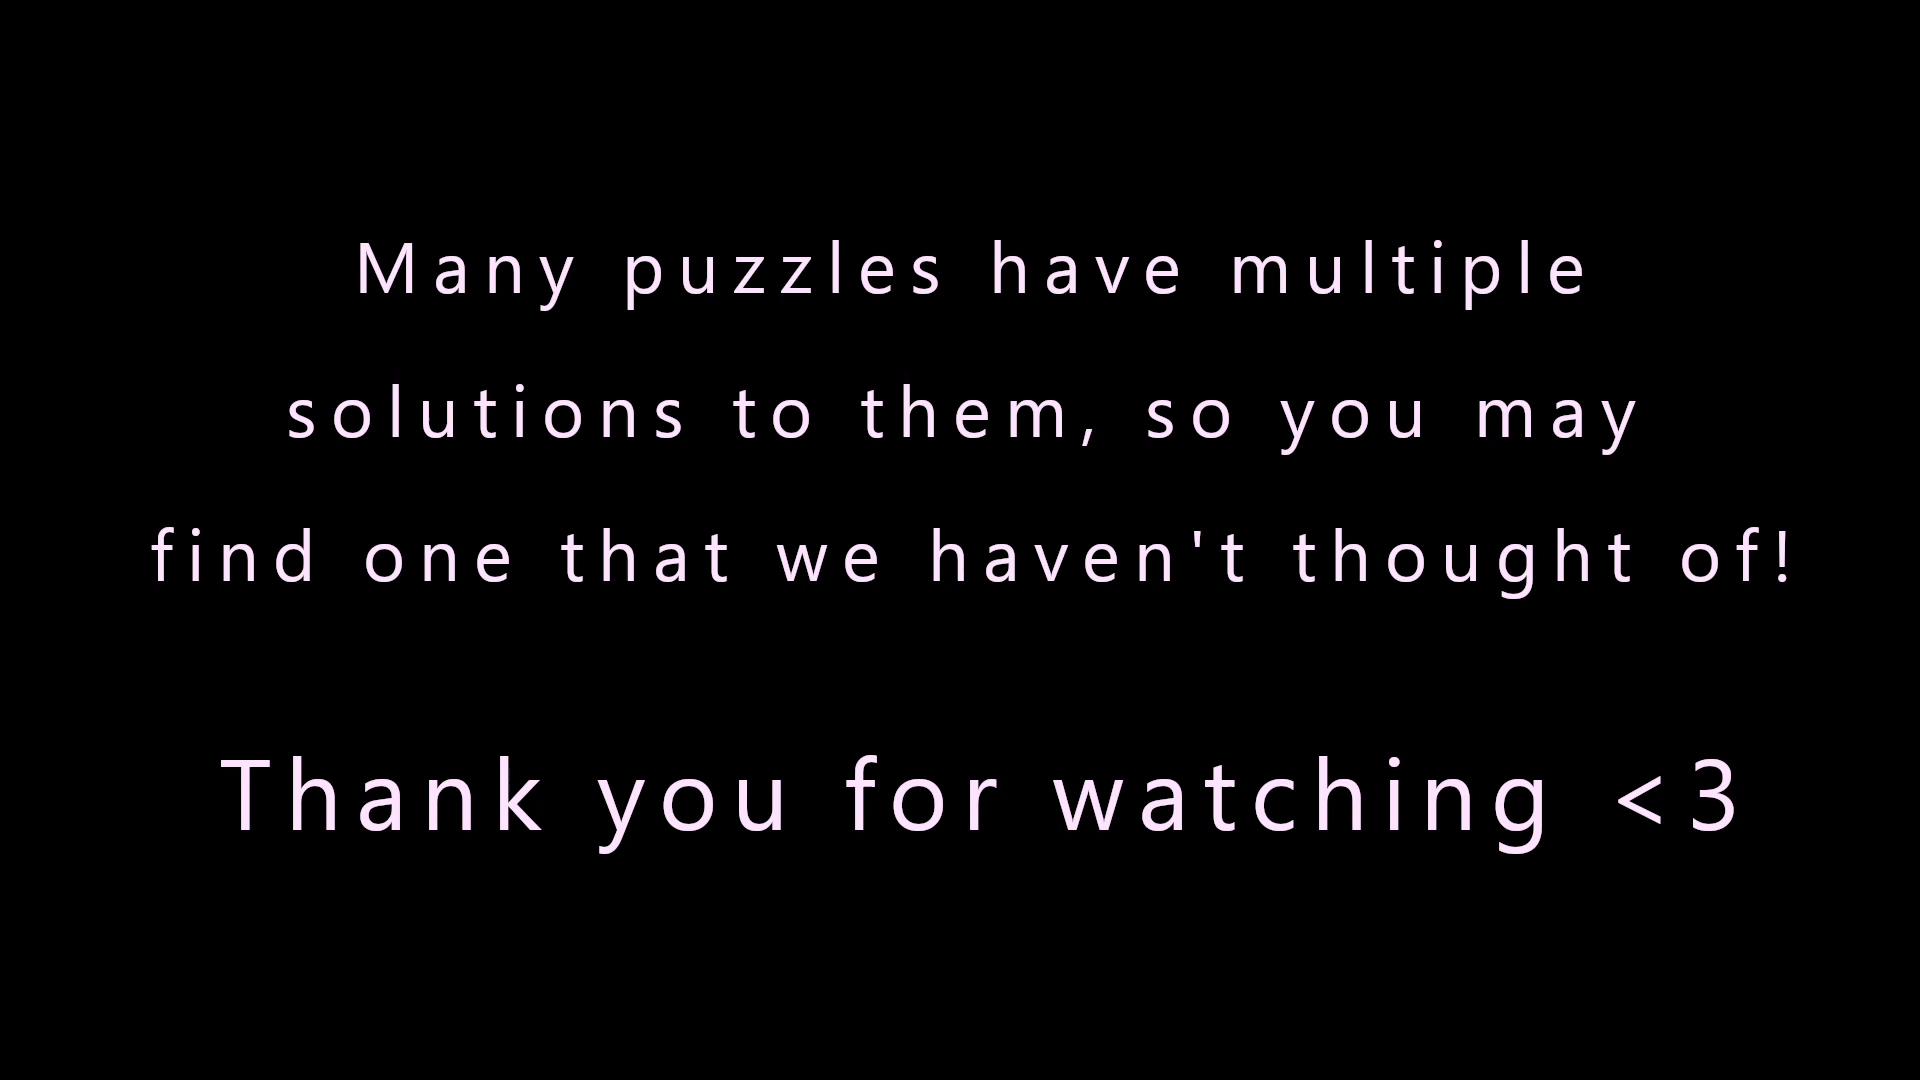 Many puzzles have multiple
solutions to them, so you may
find one that we haven't thought of!
Thank you for watching <3